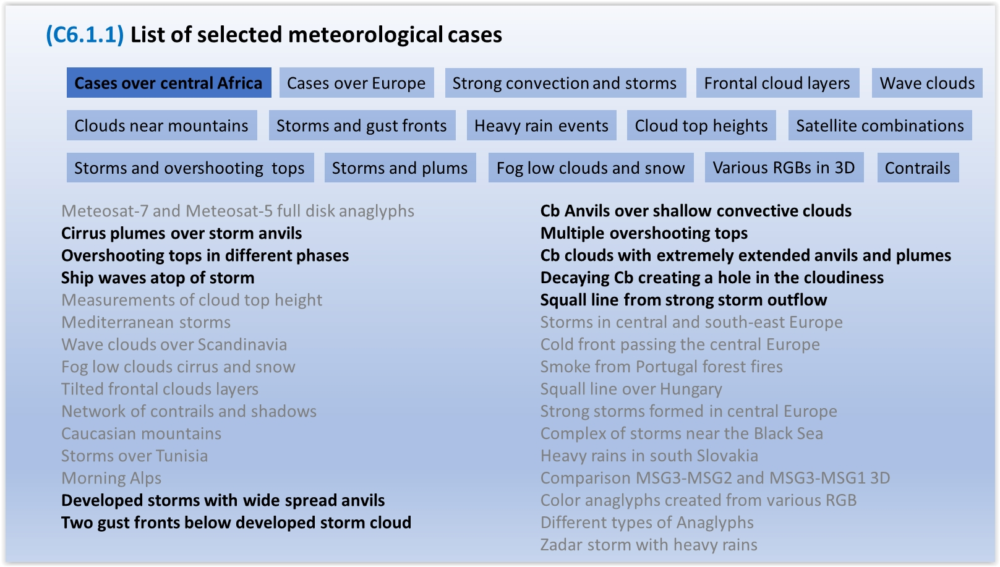 (C6.1.1) List of selected meteorological cases
Cases over central Africa
Cases over Europe
Strong convection and storms
Frontal cloud layers
Wave clouds
Clouds near mountains
Storms and gust fronts
Heavy rain events
Cloud top heights
Satellite combinations
Storms and overshooting tops
Storms and plums
Fog low clouds and snow
Various RGBs in 3D
Contrails
Meteosat-7 and Meteosat-5 full disk anaglyphs
Cirrus plumes over storm anvils
Overshooting tops in different phases
Ship waves atop of storm
Measurements of cloud top height
Mediterranean storms
Wave clouds over Scandinavia
Fog low clouds cirrus and snow
Tilted frontal clouds layers
Network of contrails and shadows
Caucasian mountains
Storms over Tunisia
Morning Alps
Developed storms with wide spread anvils
Two gust fronts below developed storm cloud
Cb Anvils over shallow convective clouds
Multiple overshooting tops
Cb clouds with extremely extended anvils and plumes
Decaying Cb creating a hole in the cloudiness
Squall line from strong storm outflow
Storms in central and south-east Europe
Cold front passing the central Europe
Smoke from Portugal forest fires
Squall line over Hungary
Strong storms formed in central Europe
Complex of storms near the Black Sea
Heavy rains in south Slovakia
Comparison MSG3-MSG2 and MSG3-MSG1 3D
Color anaglyphs created from various RGB
Different types of Anaglyphs
Zadar storm with heavy rains